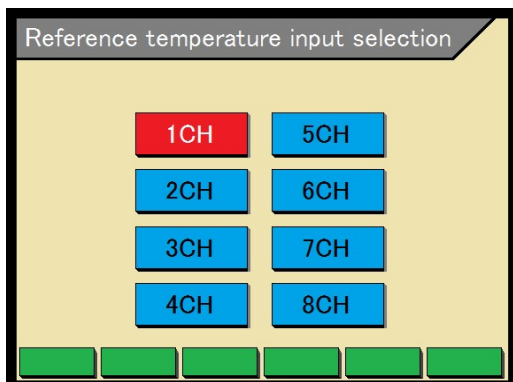 Reference temperature input selection
1CH
5CH
2CH
6CH
3CH
7CH
4CH
8CH